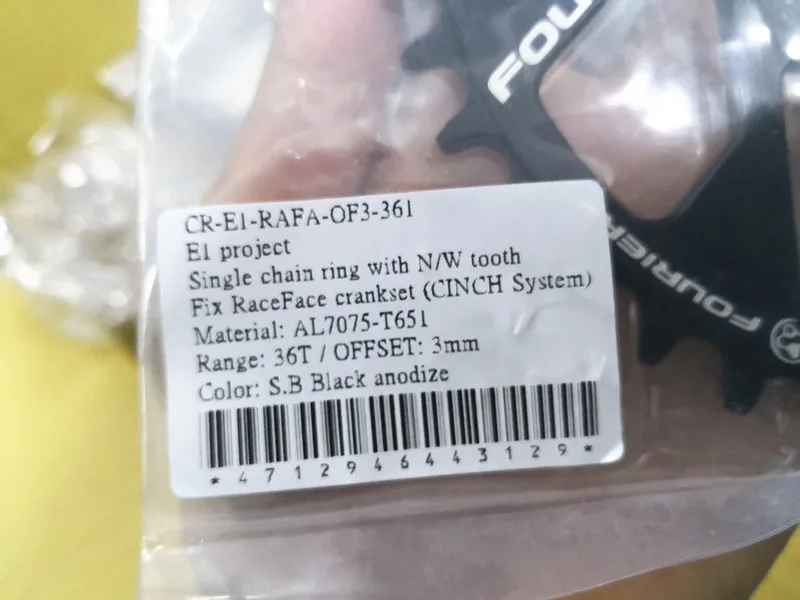 FOU
FOURIER
CR-E1-RAFA-OF3-361
E1 project
Single chain ring with N/W tooth
Fix RaceFace crankset (CINCH System)
Material: AL7075-T651
Range: 36T / OFFSET: 3mm
Color: S.B Black anodize
* 4 7 1 2 9 4 6 4 4 3 1 2 9 *